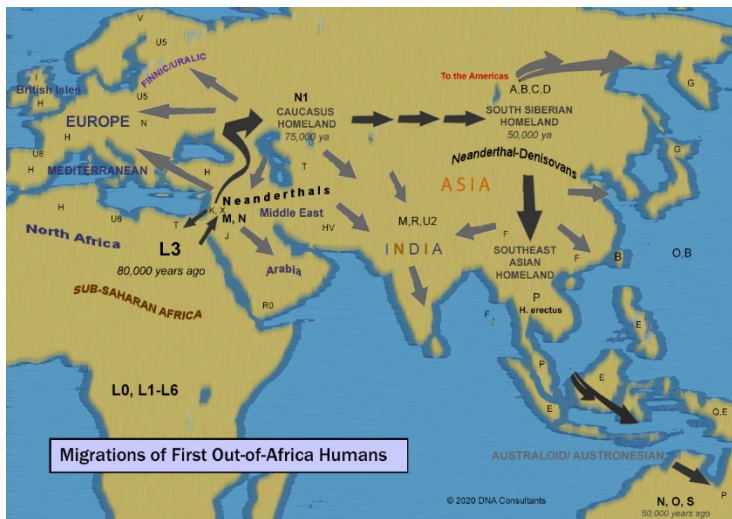 V
U5
FINNIC/URALIC
I
British Isles
H
H
U5
EUROPE
N
H
U8
H
MEDITERRANEAN
H
H
U6
North Africa
T
K, X
M, N
J
L3
80,000 years ago
SUB-SAHARAN AFRICA
L0, L1-L6
N1
CAUCASUS
HOMELAND
75,000 ya
T
Neanderthals
Middle East
HV
Arabia
R0
To the Americas
A,B,C,D
SOUTH SIBERIAN
HOMELAND
50,000 ya
G
G
Neanderthal-Denisovans
ASIA
M,R,U2
INDIA
F
SOUTHEAST
ASIAN
HOMELAND
F
B
O,B
P
H. erectus
F
E
P
E
E
Q,E
AUSTRALOID/ AUSTRONESIAN
P
N, O, S
50,000 years ago
Migrations of First Out-of-Africa Humans
© 2020 DNA Consultants